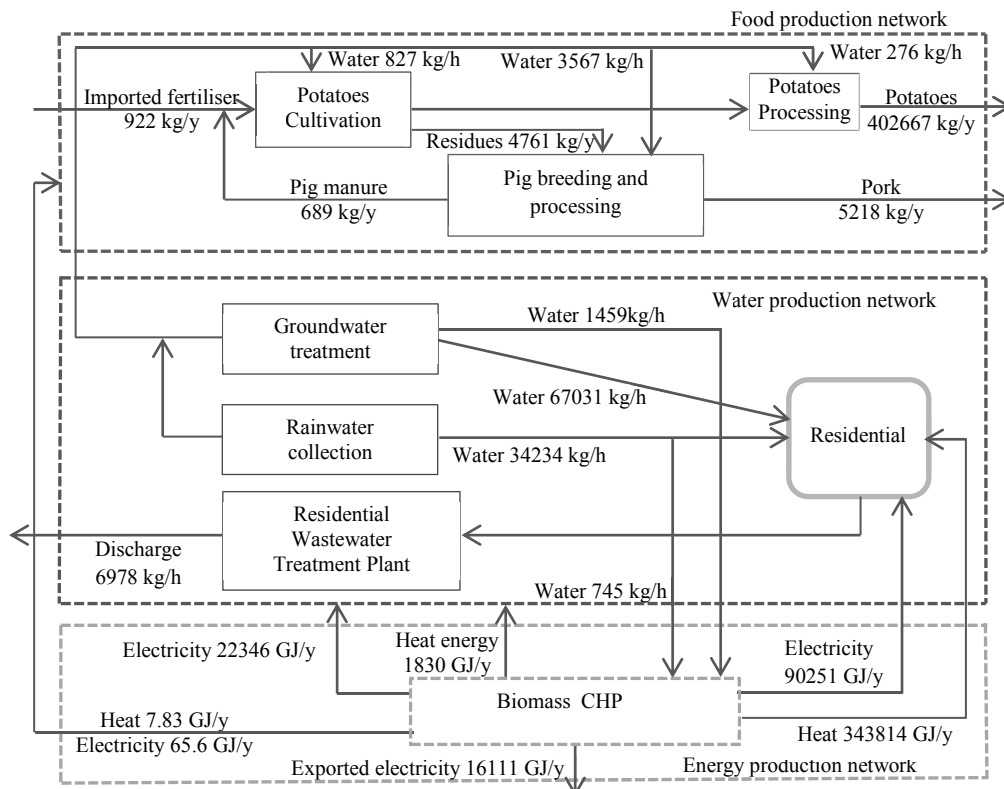 Food production network
Water 827 kg/h
Water 3567 kg/h
Water 276 kg/h
Imported fertiliser
922 kg/y
Potatoes
Cultivation
Potatoes
Processing
Potatoes
402667 kg/y
Residues 4761 kg/y
Pig manure
689 kg/y
Pig breeding and
processing
Pork
5218 kg/y
Water production network
Groundwater
treatment
Water 1459kg/h
Water 67031 kg/h
Rainwater
collection
Water 34234 kg/h
Residential
Residential
Wastewater
Treatment Plant
Discharge
6978 kg/h
Water 745 kg/h
Electricity 22346 GJ/y
Heat energy
1830 GJ/y
Electricity
90251 GJ/y
Biomass CHP
Heat 7.83 GJ/y
Electricity 65.6 GJ/y
Heat 343814 GJ/y
Exported electricity 16111 GJ/y
Energy production network